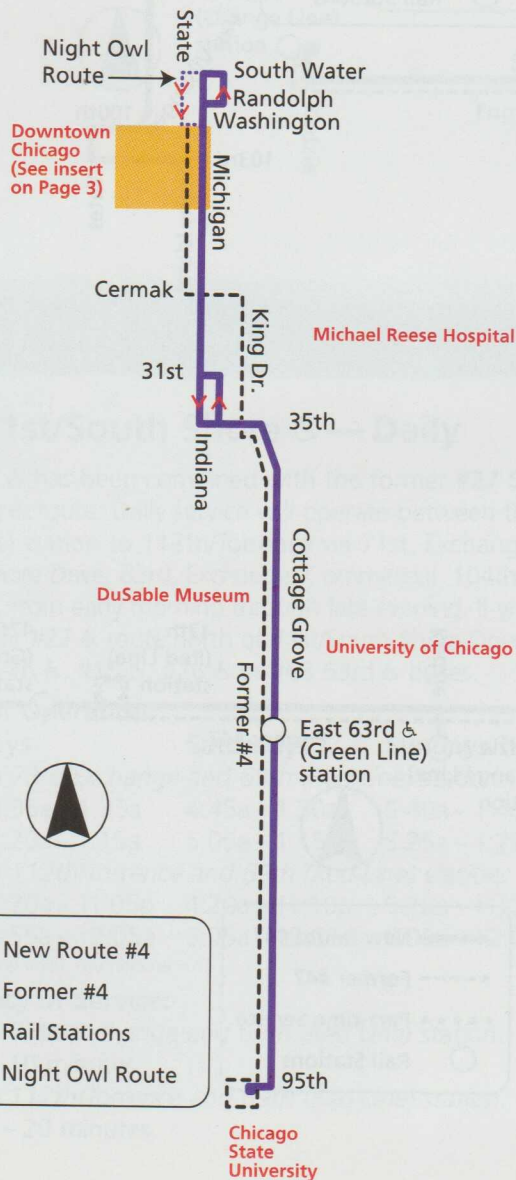 State
Night Owl
Route
South Water
Randolph
Washington
Downtown
Chicago
(See insert
on Page 3)
Michigan
Cermak
King Dr.
Michael Reese Hospital
31st
35th
Indiana
Cottage Grove
DuSable Museum
University of Chicago
Former #4
East 63rd
(Green Line)
station
New Route #4
Former #4
Rail Stations
Night Owl Route
95th
Chicago
State
University